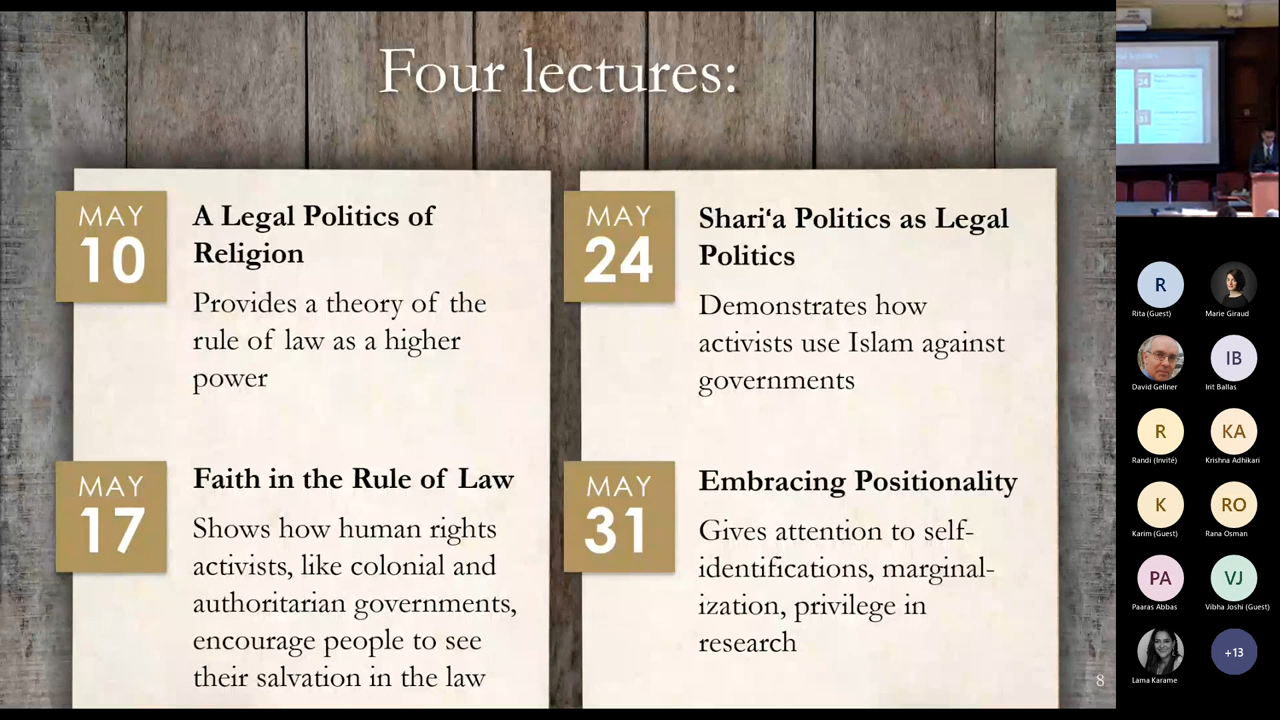 Four lectures:
MAY
10
A Legal Politics of
Religion
Provides a theory of the
rule of law as a higher
power
MAY
17
Faith in the Rule of Law
Shows how human rights
activists, like colonial and
authoritarian governments,
encourage people to see
their salvation in the law
MAY
24
Shari‘a Politics as Legal
Politics
Demonstrates how
activists use Islam against
governments
MAY
31
Embracing Positionality
Gives attention to self-
identifications, marginal-
ization, privilege in
research
8
24
31
R
Rita (Guest)
Marie Giraud
David Gellner
IB
Irit Ballas
R
Randi (Invité)
KA
Krishna Adhikari
K
Karim (Guest)
RO
Rana Osman
PA
Paaras Abbas
VJ
Vibha Joshi (Guest)
Lama Karame
+13